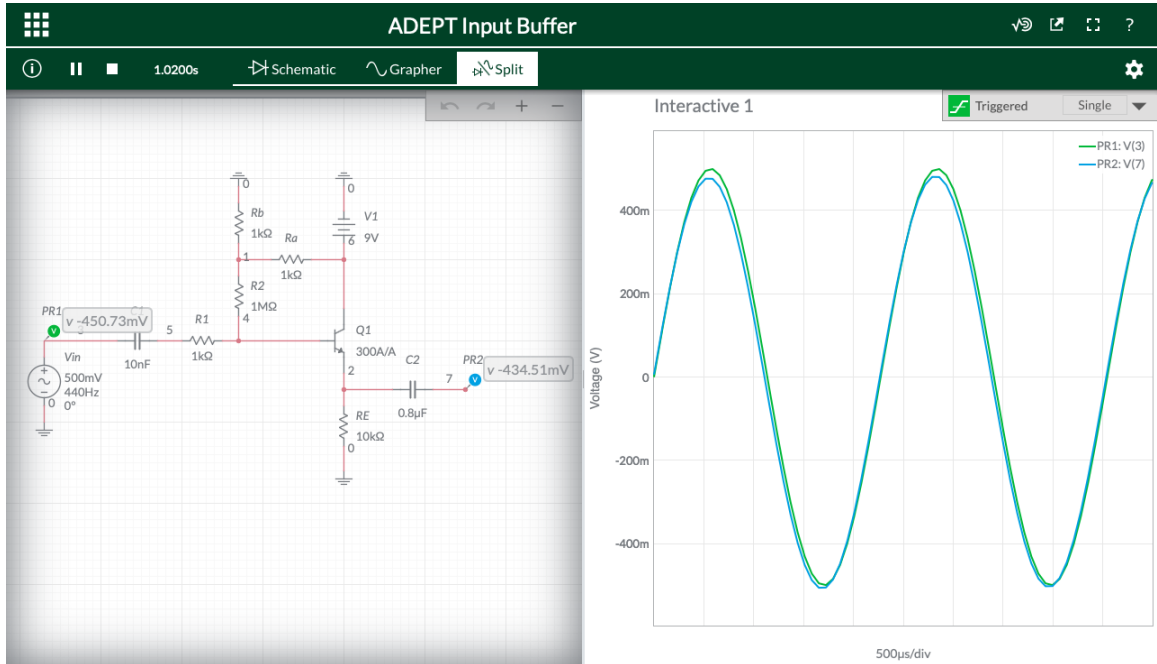 ADEPT Input Buffer
?
i
1.0200s
Schematic
Grapher
Split
Interactive 1
Triggered
Single
PR1: V(3)
PR2: V(7)
0
0
Rb
1kΩ
V1
9V
Ra
6
1
1kΩ
R2
1MΩ
4
PR1
v -450.73mV
V
5
R1
1kΩ
10nF
Q1
300A/A
2
C2
PR2
v -434.51mV
7
V
0.8µF
Vin
500mV
440Hz
0°
0
RE
10kΩ
0
Voltage (V)
400m
200m
0
-200m
-400m
500µs/div